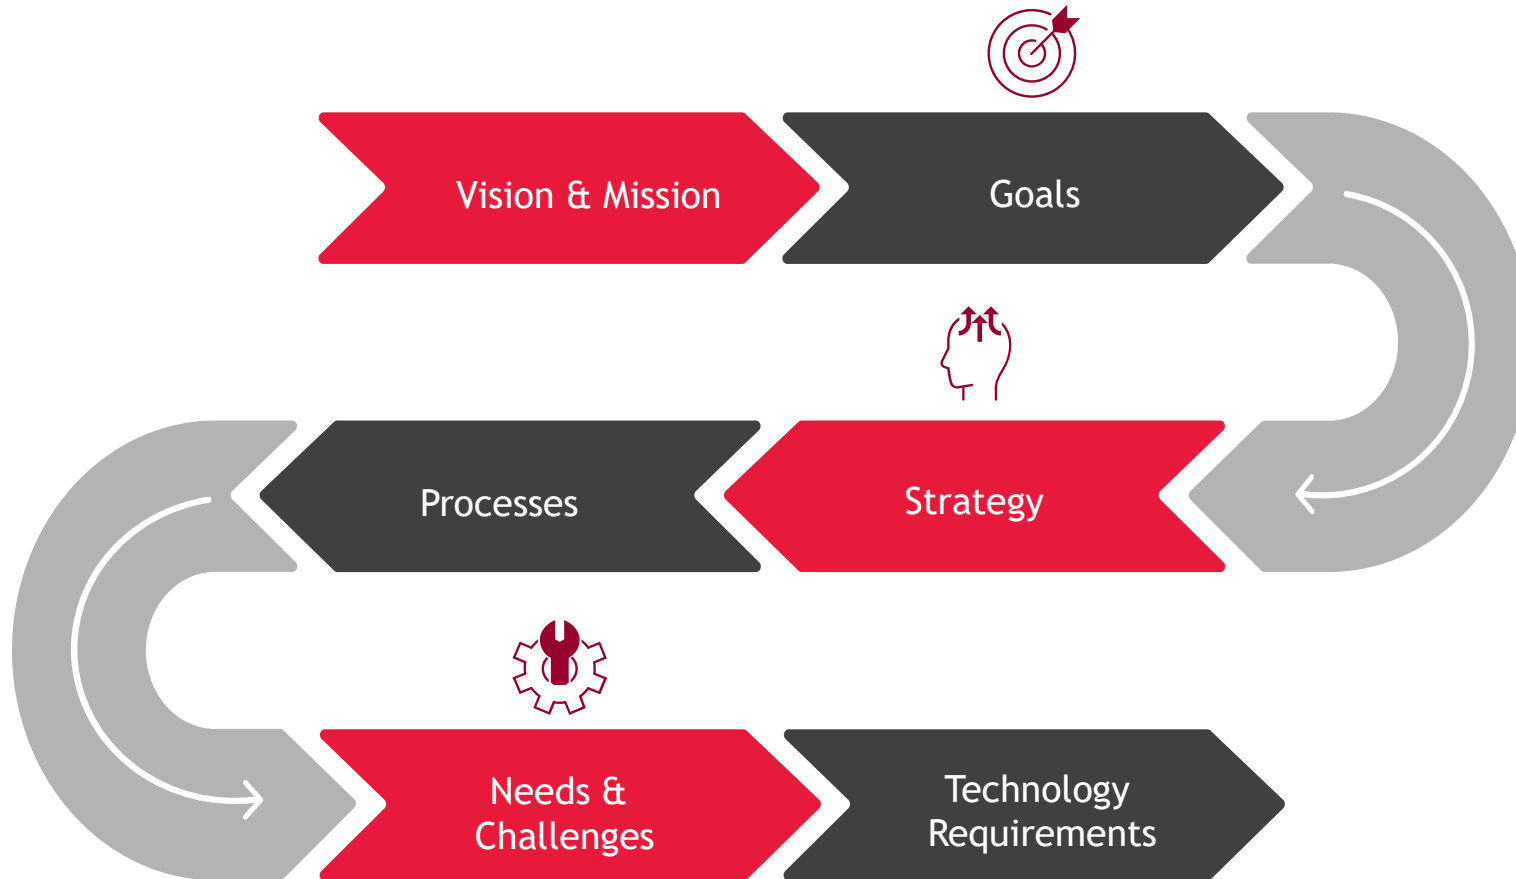 Vision & Mission
Goals
Strategy
Processes
Needs &
Challenges
Technology
Requirements